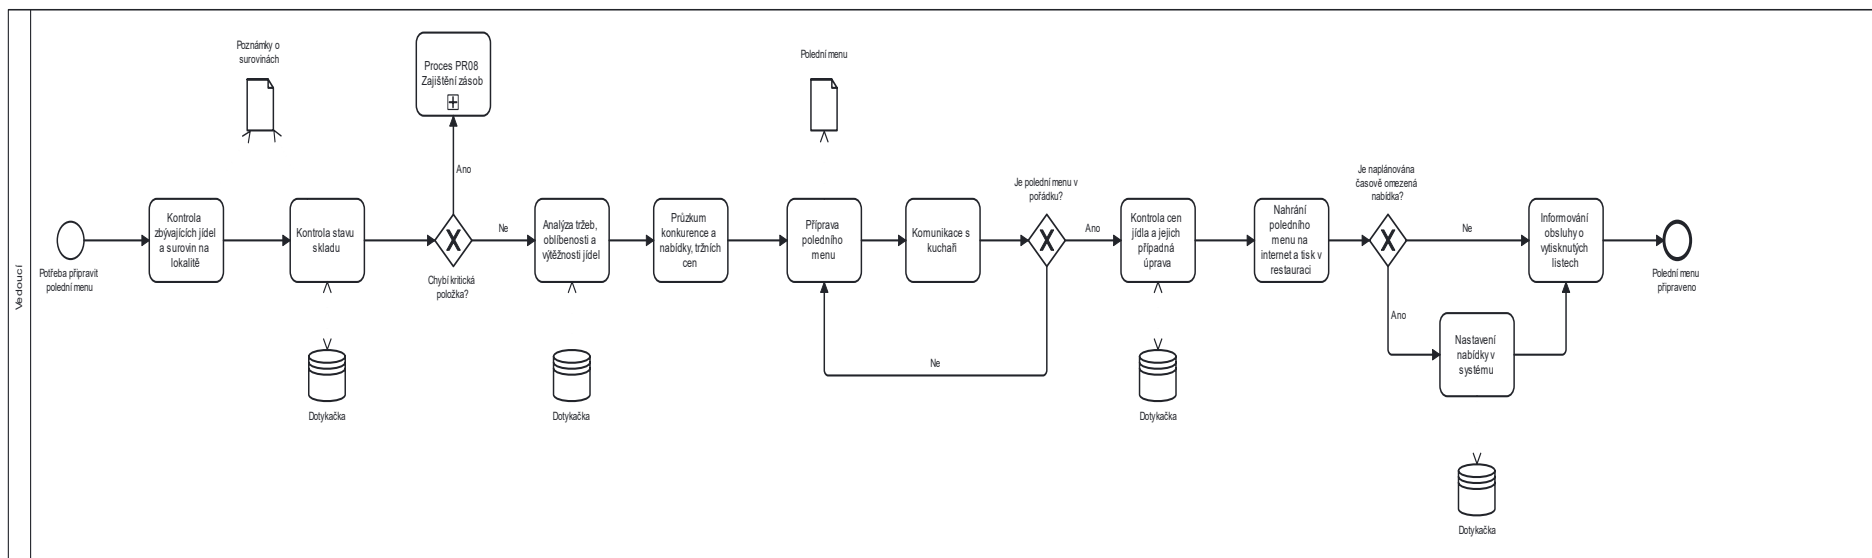 Vedoucí
Potřeba připravit
polední menu
Kontrola
zbývajících jídel
a surovin na
lokalitě
Poznámky o
surovinách
Kontrola stavu
skladu
Dotykačka
Chybí kritická
položka?
Ano
Proces PR08
Zajištění zásob
Ne
Analýza tržeb,
oblíbenosti a
výtěžnosti jídel
Dotykačka
Průzkum
konkurence a
nabídky, tržních
cen
Polední menu
Příprava
poledního
menu
Komunikace s
kuchaři
Je polední menu v
pořádku?
Ne
Ano
Kontrola cen
jídla a jejich
případná
úprava
Dotykačka
Nahrání
poledního
menu na
internet a tisk v
restauraci
Je naplánována
časově omezená
nabídka?
Ne
Ano
Nastavení
nabídky v
systému
Dotykačka
Informování
obsluhy o
vytisknutých
listech
Polední menu
připraveno